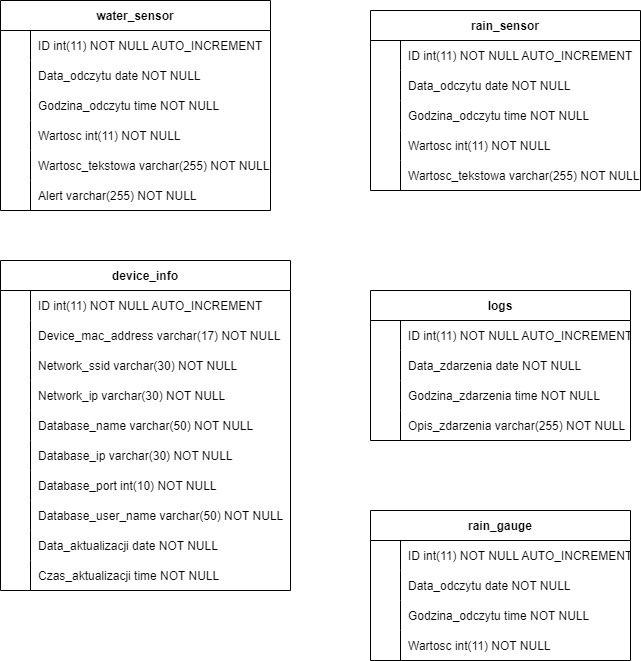 water_sensor
ID int(11) NOT NULL AUTO_INCREMENT
Data_odczytu date NOT NULL
Godzina_odczytu time NOT NULL
Wartosc int(11) NOT NULL
Wartosc_tekstowa varchar(255) NOT NULL
Alert varchar(255) NOT NULL
rain_sensor
ID int(11) NOT NULL AUTO_INCREMENT
Data_odczytu date NOT NULL
Godzina_odczytu time NOT NULL
Wartosc int(11) NOT NULL
Wartosc_tekstowa varchar(255) NOT NULL
device_info
ID int(11) NOT NULL AUTO_INCREMENT
Device_mac_address varchar(17) NOT NULL
Network_ssid varchar(30) NOT NULL
Network_ip varchar(30) NOT NULL
Database_name varchar(50) NOT NULL
Database_ip varchar(30) NOT NULL
Database_port int(10) NOT NULL
Database_user_name varchar(50) NOT NULL
Data_aktualizacji date NOT NULL
Czas_aktualizacji time NOT NULL
logs
ID int(11) NOT NULL AUTO_INCREMENT
Data_zdarzenia date NOT NULL
Godzina_zdarzenia time NOT NULL
Opis_zdarzenia varchar(255) NOT NULL
rain_gauge
ID int(11) NOT NULL AUTO_INCREMENT
Data_odczytu date NOT NULL
Godzina_odczytu time NOT NULL
Wartosc int(11) NOT NULL